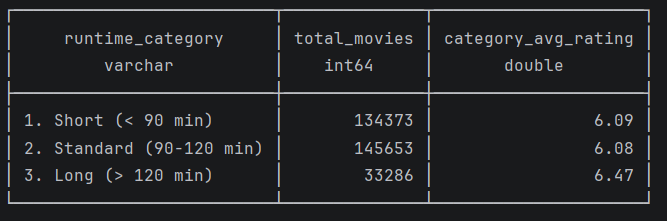 runtime_category total_movies category_avg_rating
varchar int64 double
1. Short (< 90 min) 134373 6.09
2. Standard (90-120 min) 145653 6.08
3. Long (> 120 min) 33286 6.47